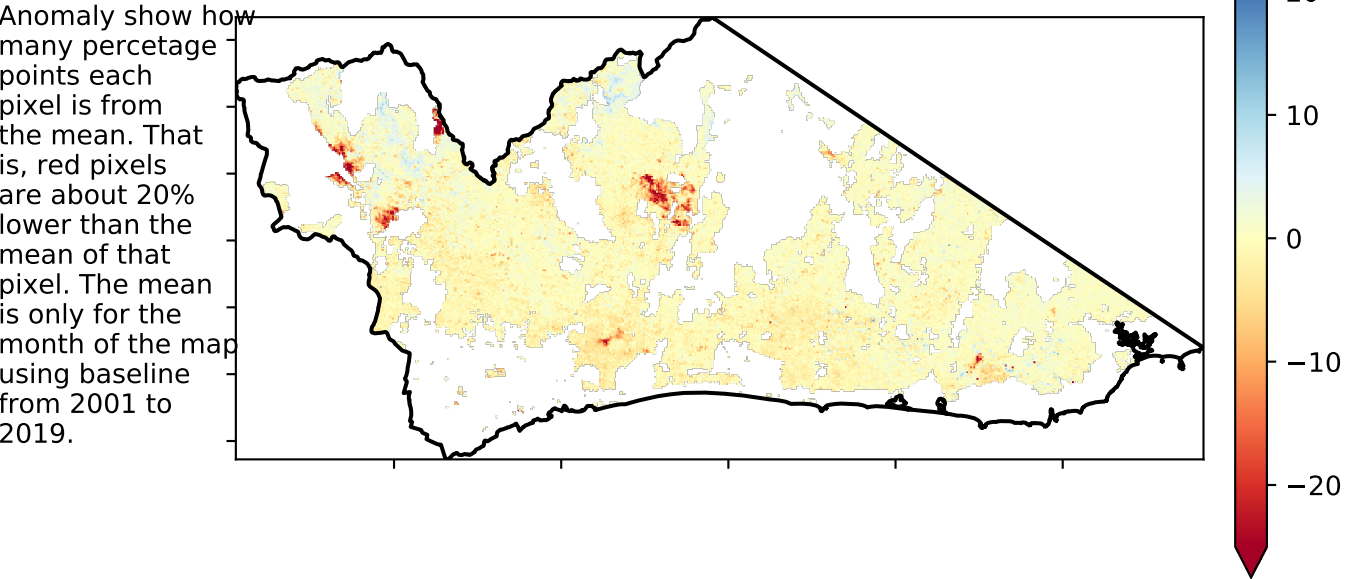 Anomaly show how
many percetage
points each
pixel is from
the mean. That
is, red pixels
are about 20%
lower than the
mean of that
pixel. The mean
is only for the
month of the map
using baseline
from 2001 to
2019.
10
0
−10
−20